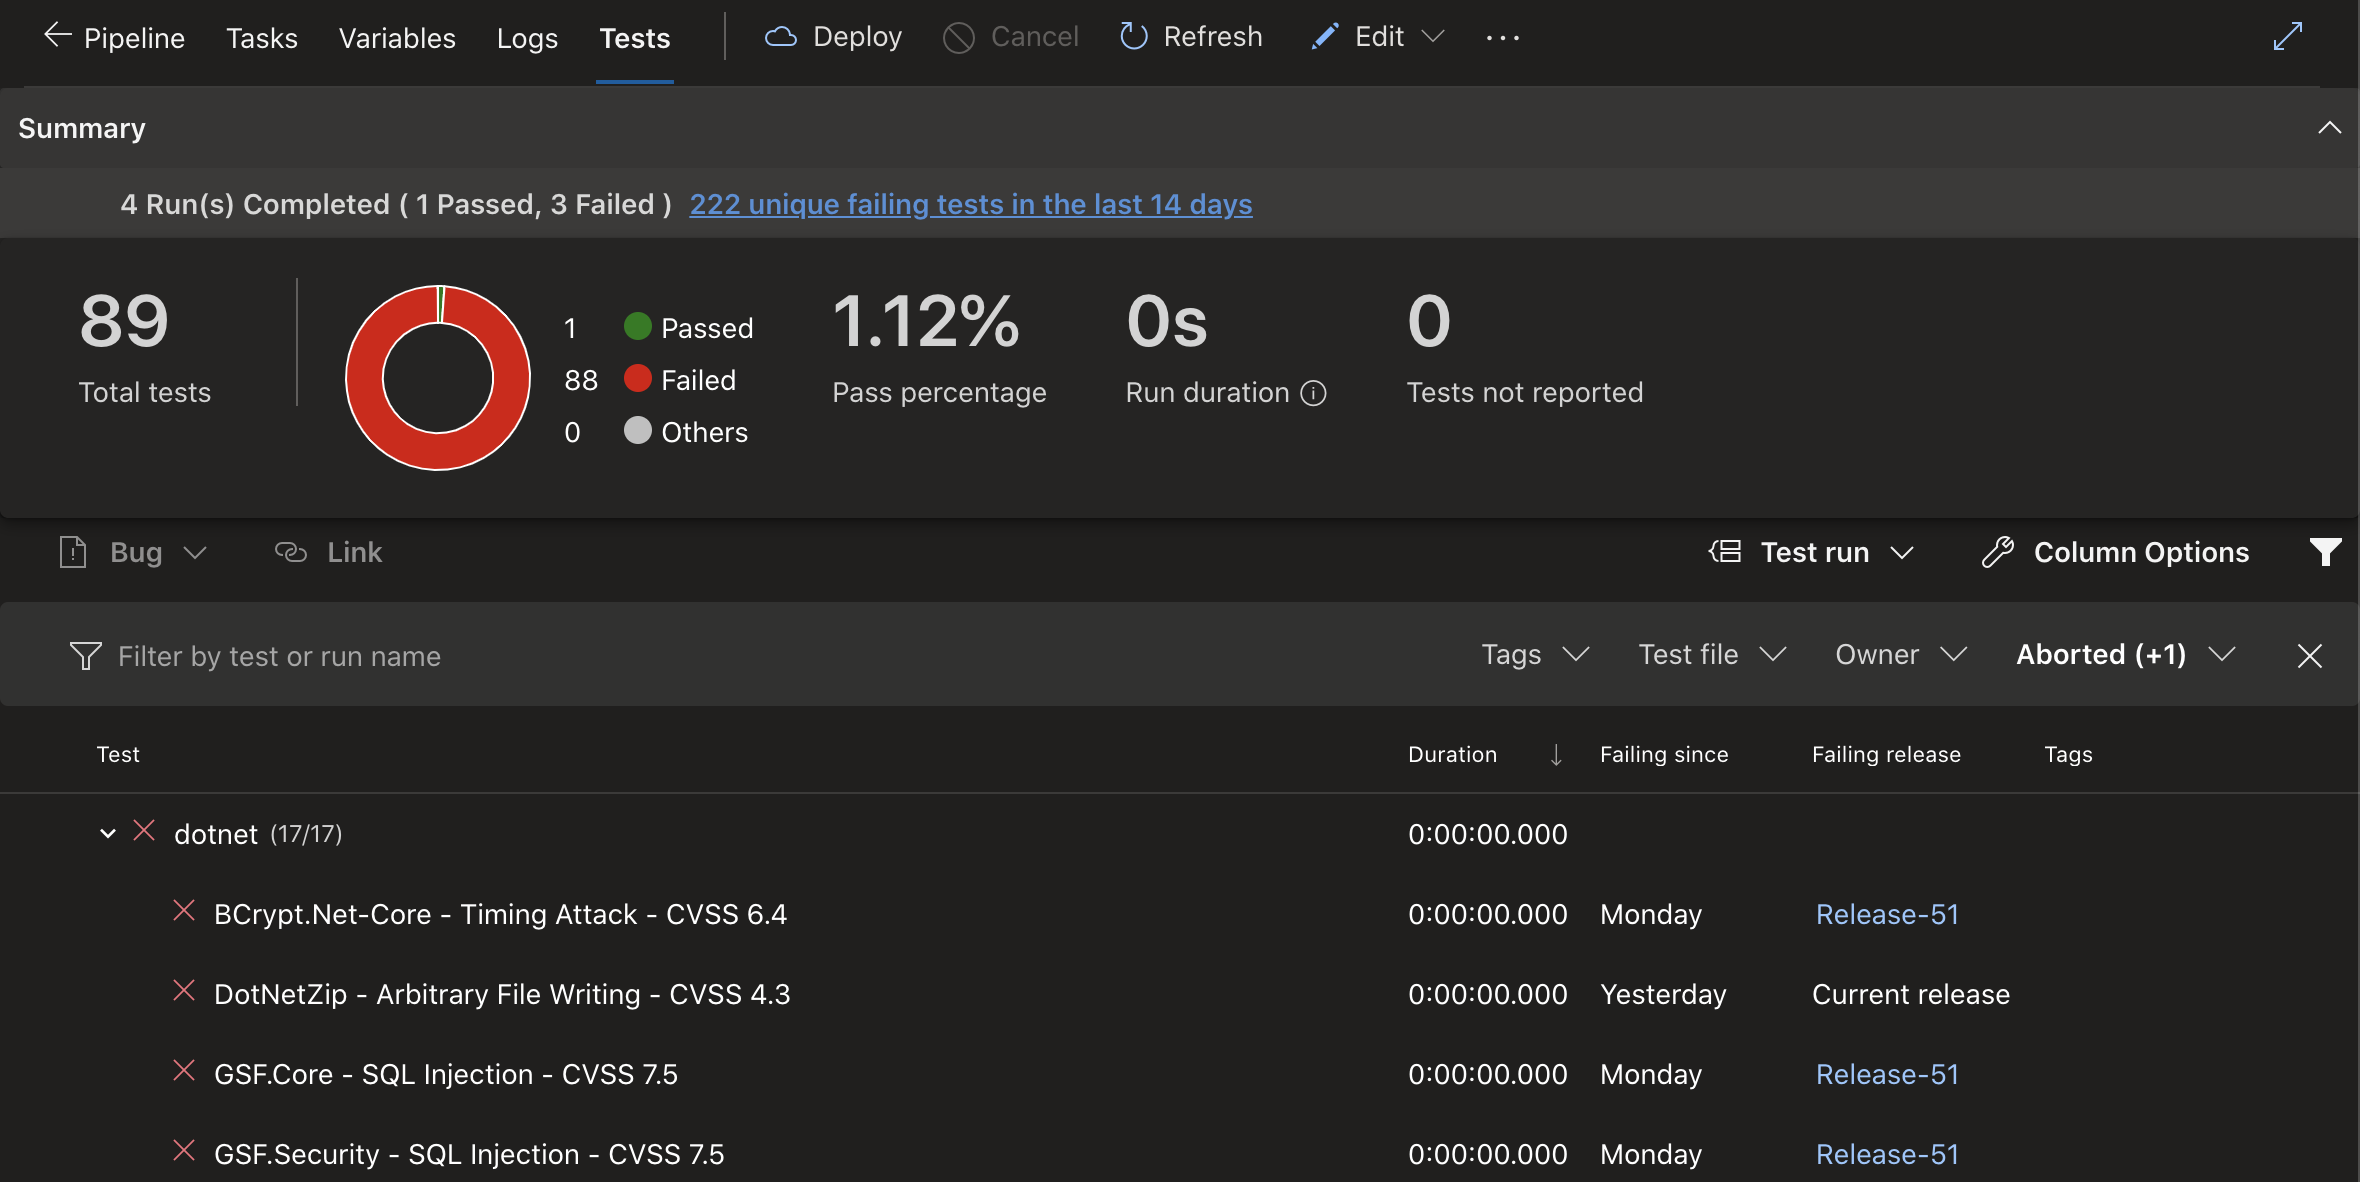 Pipeline Tasks Variables Logs Tests Deploy Cancel Refresh Edit ...
Summary
4 Run(s) Completed ( 1 Passed, 3 Failed ) 222 unique failing tests in the last 14 days
89
Total tests
1 Passed
88 Failed
0 Others
1.12%
Pass percentage
0s
Run duration
0
Tests not reported
Bug Link Test run Column Options
Filter by test or run name Tags Test file Owner Aborted (+1)
Test Duration Failing since Failing release Tags
dotnet (17/17) 0:00:00.000
BCrypt.Net-Core - Timing Attack - CVSS 6.4 0:00:00.000 Monday Release-51
DotNetZip - Arbitrary File Writing - CVSS 4.3 0:00:00.000 Yesterday Current release
GSF.Core - SQL Injection - CVSS 7.5 0:00:00.000 Monday Release-51
GSF.Security - SQL Injection - CVSS 7.5 0:00:00.000 Monday Release-51